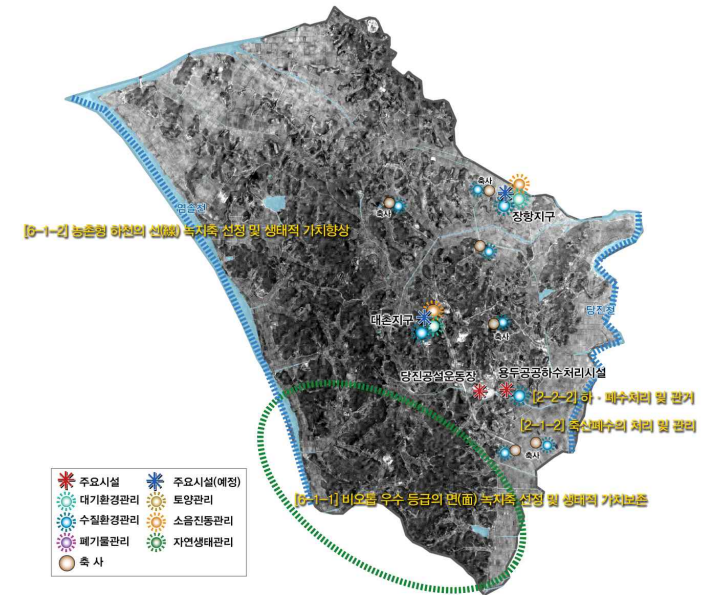 축사
장항지구
축사
염솔천
[6-1-2] 농촌형 하천의 선(線) 녹지축 선정 및 생태적 가치향상
당진천
대촌지구
축사
당진공설운동장
용두공공하수처리시설
[2-2-2] 하 · 폐수처리 및 관거
[2-1-2] 축산폐수의 처리 및 관리
축사
[6-1-1] 비오톱 우수 등급의 면(面) 녹지축 선정 및 생태적 가치보존
주요시설
주요시설(예정)
대기환경관리
토양관리
수질환경관리
소음진동관리
폐기물관리
자연생태관리
축 사